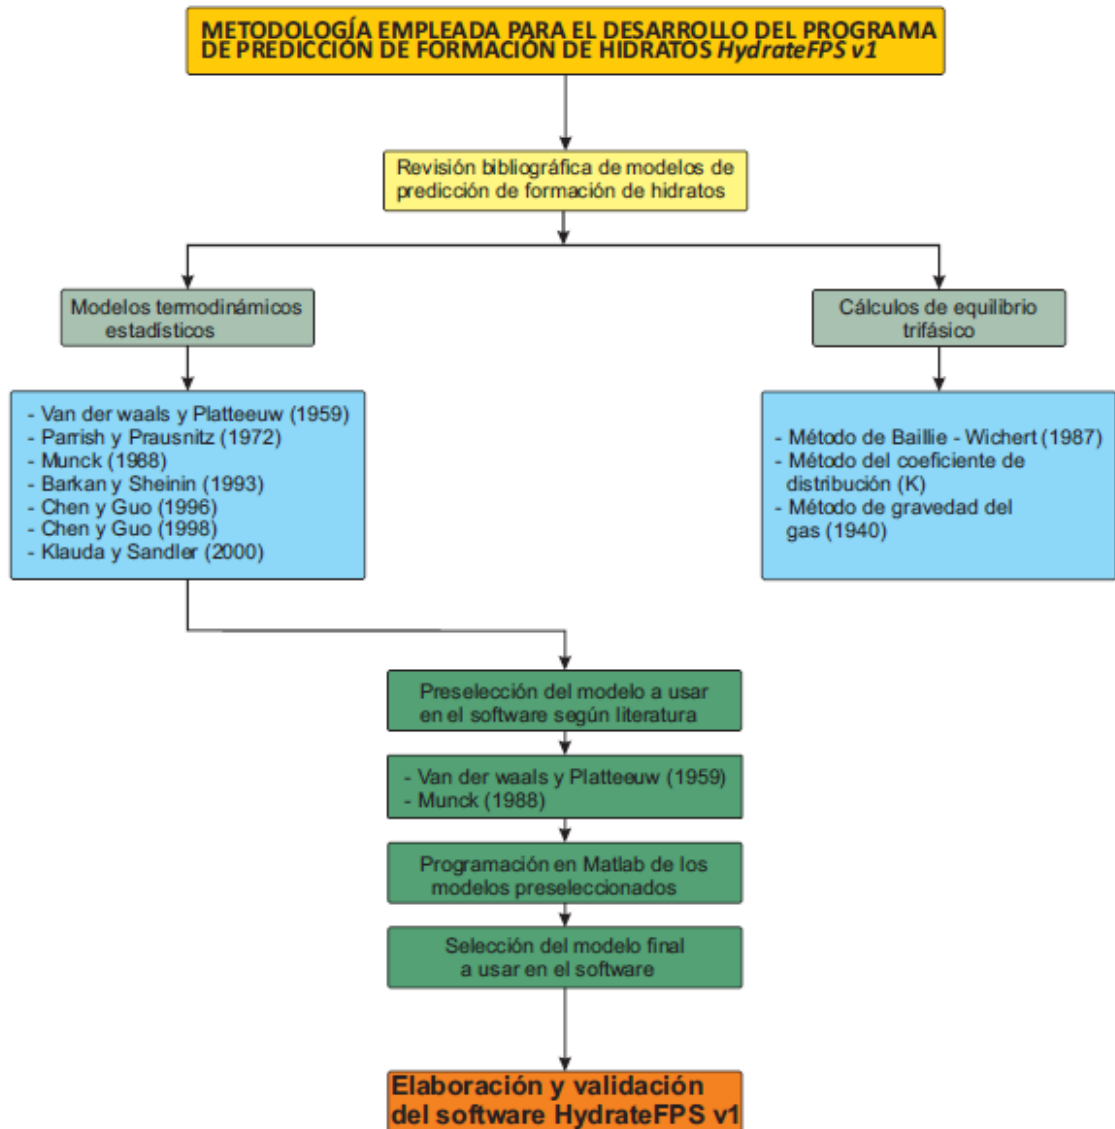 METODOLOGÍA EMPLEADA PARA EL DESARROLLO DEL PROGRAMA
DE PREDICCIÓN DE FORMACIÓN DE HIDRATOS HydrateFPS v1
Revisión bibliográfica de modelos de
predicción de formación de hidratos
Modelos termodinámicos
estadísticos
- Van der waals y Platteeuw (1959)
- Parrish y Prausnitz (1972)
- Munck (1988)
- Barkan y Sheinin (1993)
- Chen y Guo (1996)
- Chen y Guo (1998)
- Klauda y Sandler (2000)
Cálculos de equilibrio
trifásico
- Método de Baillie - Wichert (1987)
- Método del coeficiente de
distribución (K)
- Método de gravedad del
gas (1940)
Preselección del modelo a usar
en el software según literatura
- Van der waals y Platteeuw (1959)
- Munck (1988)
Programación en Matlab de los
modelos preseleccionados
Selección del modelo final
a usar en el software
Elaboración y validación
del software HydrateFPS v1